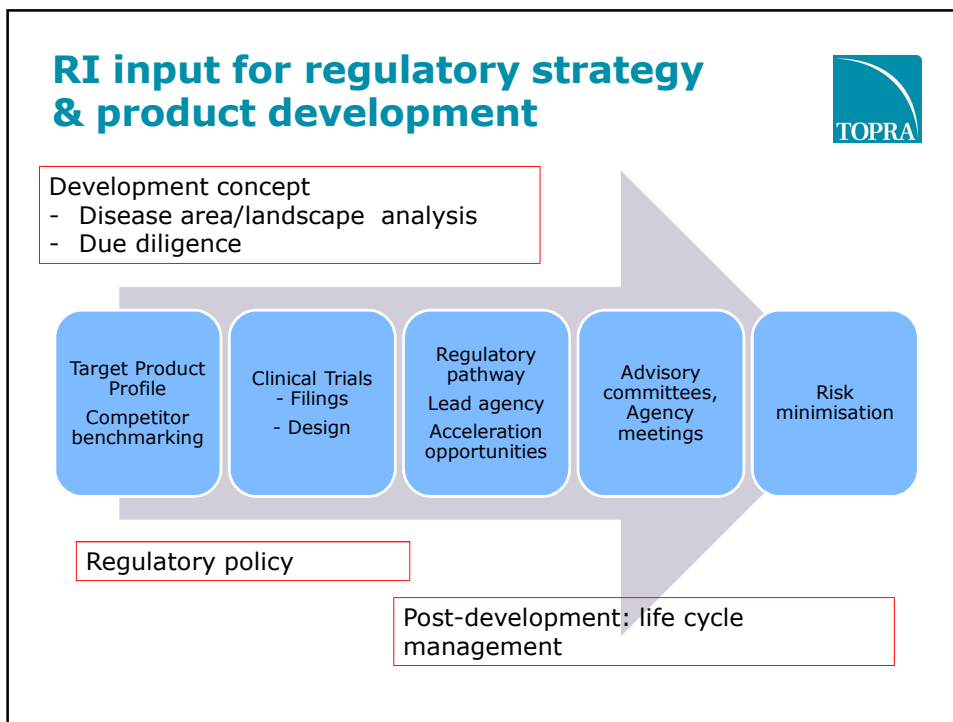 RI input for regulatory strategy
& product development
TOPRA
Development concept
- Disease area/landscape analysis
- Due diligence
Target Product
Profile
Competitor
benchmarking
Clinical Trials
- Filings
- Design
Regulatory
pathway
Lead agency
Acceleration
opportunities
Advisory
committees,
Agency
meetings
Risk
minimisation
Regulatory policy
Post-development: life cycle
management